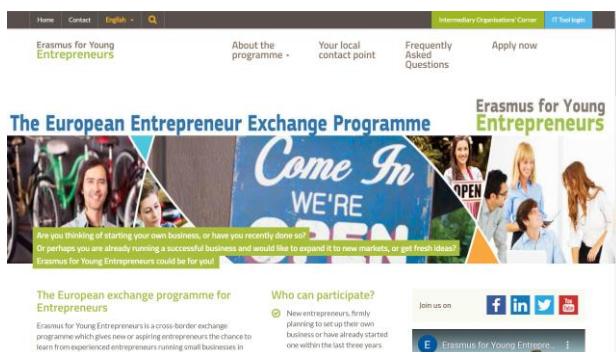 Home Contact English
Intermediary Organisations' Corner IT Tool login
Erasmus for Young
Entrepreneurs
About the
programme
Your local
contact point
Frequently
Asked
Questions
Apply now
The European Entrepreneur Exchange Programme
Erasmus for Young
Entrepreneurs
Come In
WE'RE
OPEN
OPEN
Are you thinking of starting your own business, or have you recently done so?
Or perhaps you are already running a successful business and would like to expand it to new markets, or get fresh ideas?
Erasmus for Young Entrepreneurs could be for you!
The European exchange programme for
Entrepreneurs
Erasmus for Young Entrepreneurs is a cross-border exchange
programme which gives new or aspiring entrepreneurs the chance to
learn from experienced entrepreneurs running small businesses in
Who can participate?
New entrepreneurs, firmly
planning to set up their own
business or have already started
one within the last three years
Join us on
f in You Tube
E Erasmus for Young Entrepre...